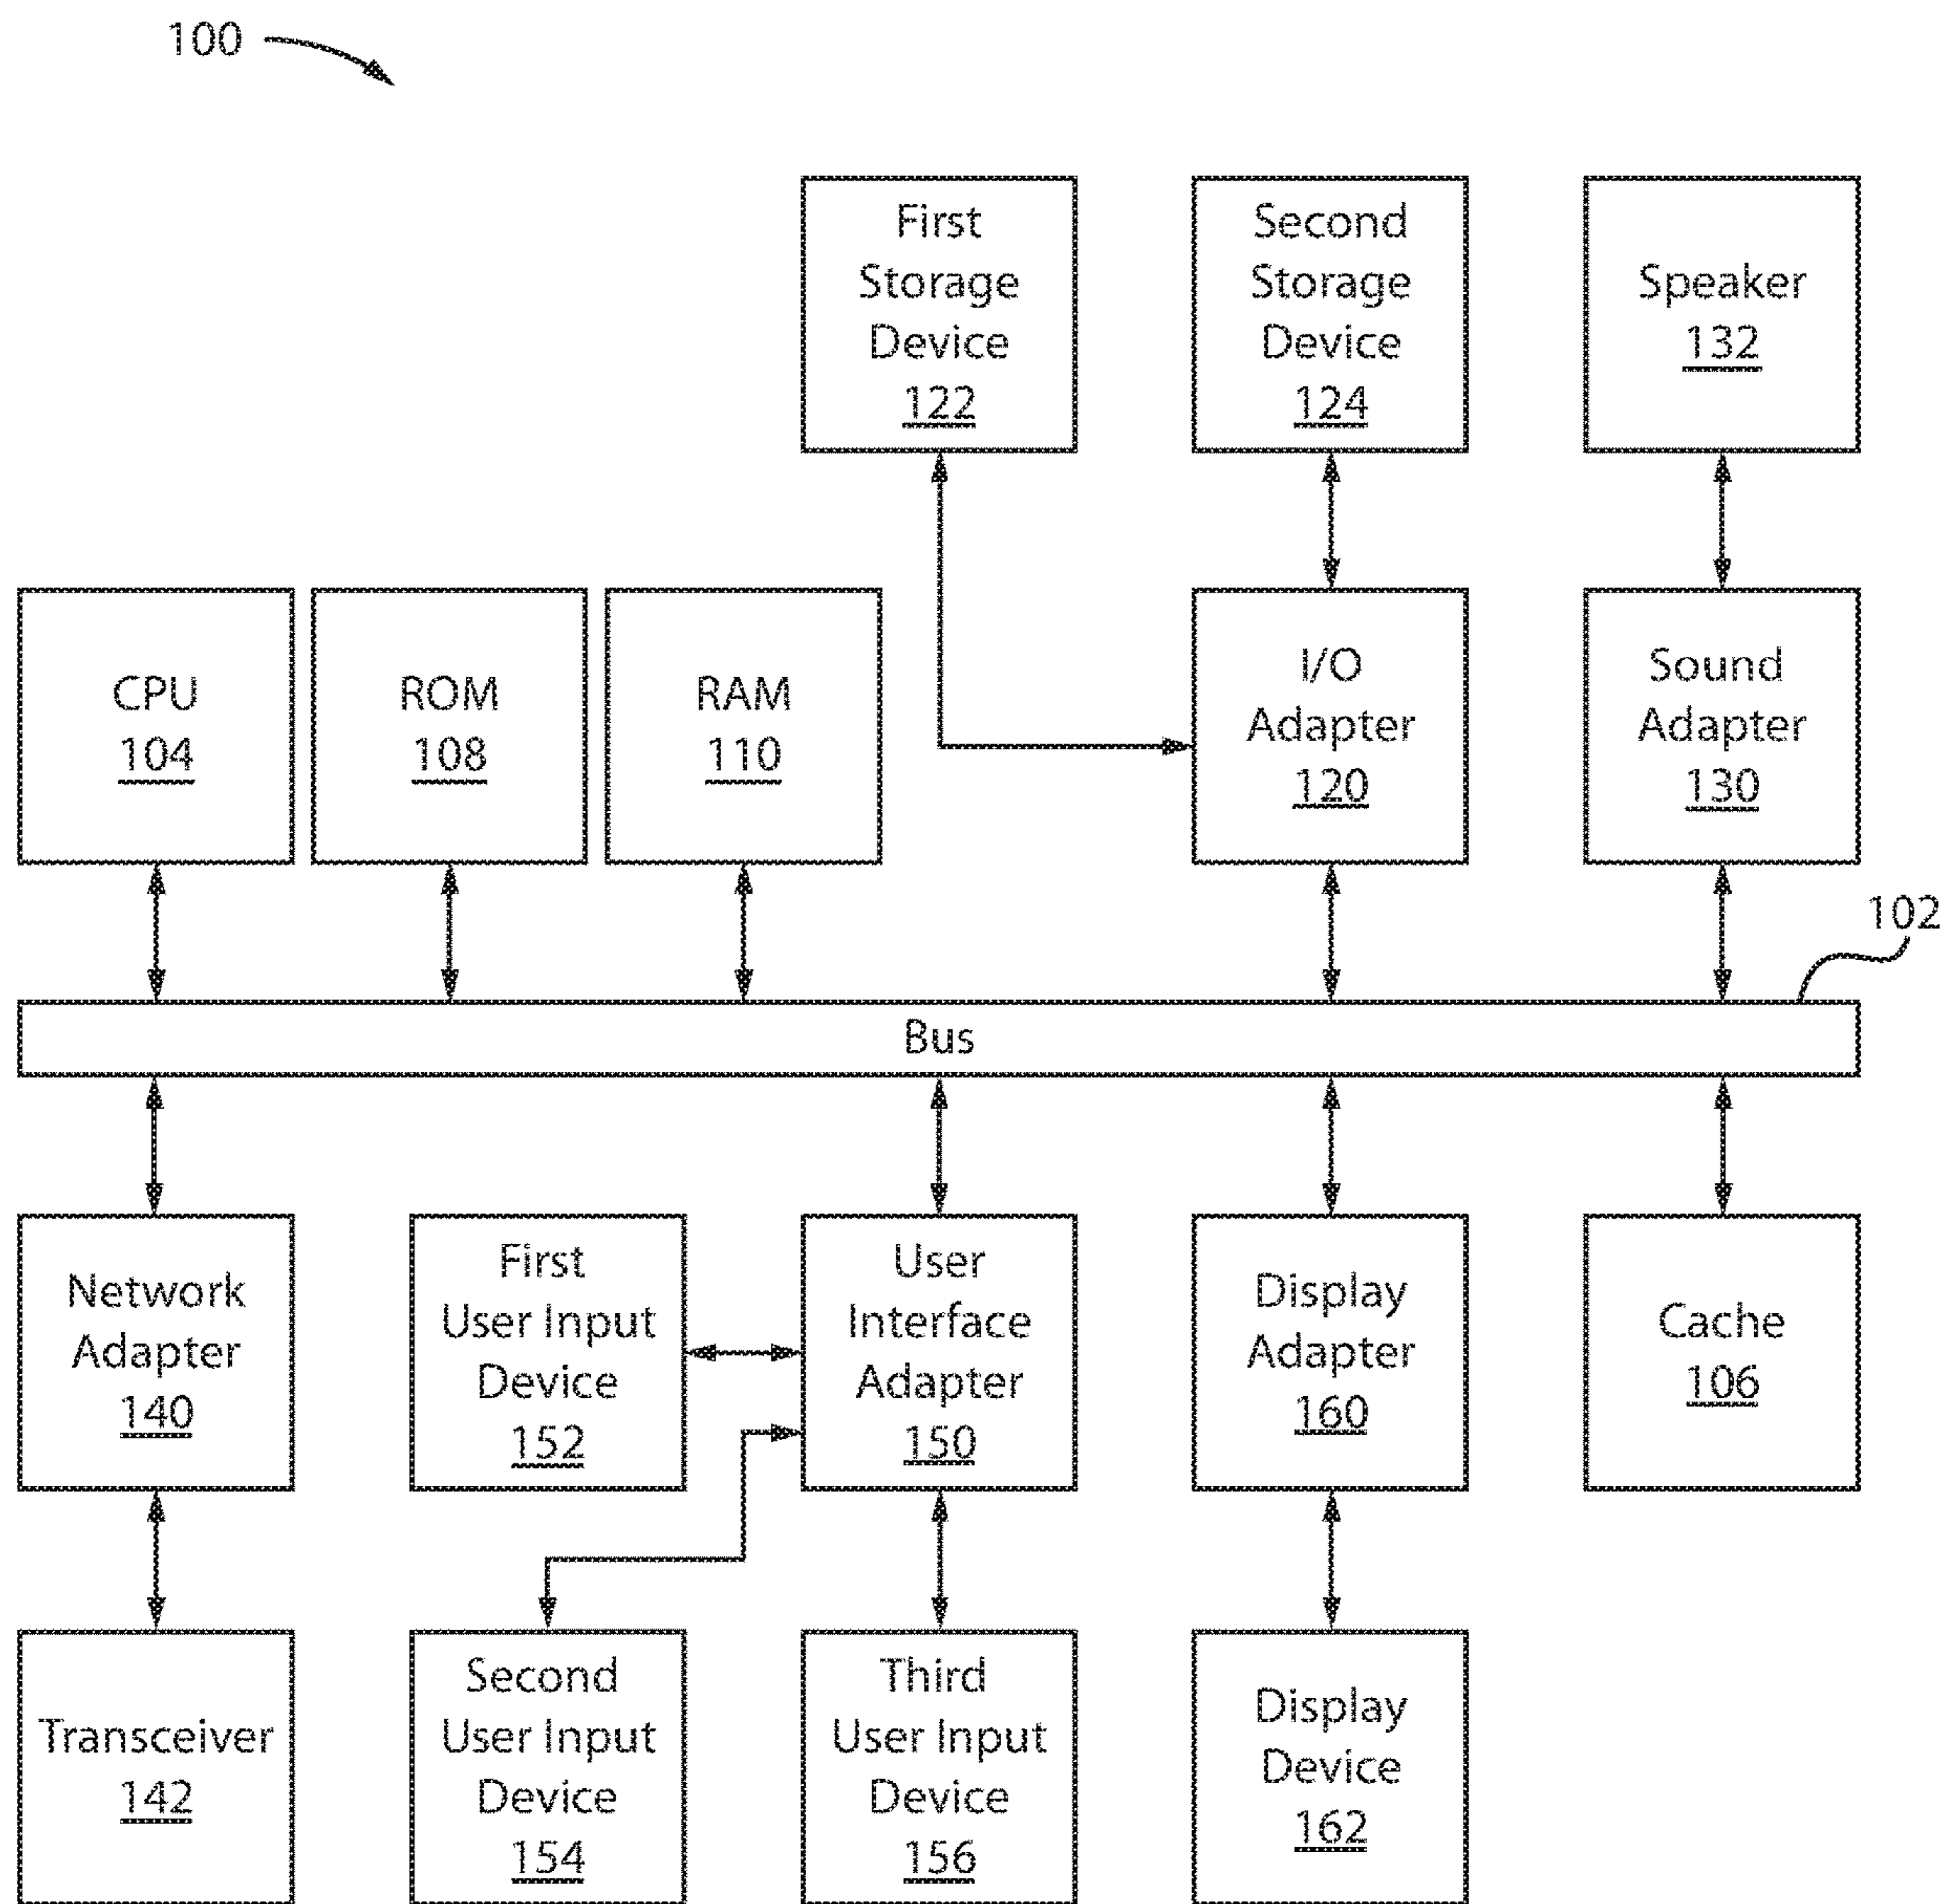 100
First
Storage
Device
122
Second
Storage
Device
124
Speaker
132
CPU
104
ROM
108
RAM
110
I/O
Adapter
120
Sound
Adapter
130
102
Bus
Network
Adapter
140
First
User Input
Device
152
User
Interface
Adapter
150
Display
Adapter
160
Cache
106
Transceiver
142
Second
User Input
Device
154
Third
User Input
Device
156
Display
Device
162